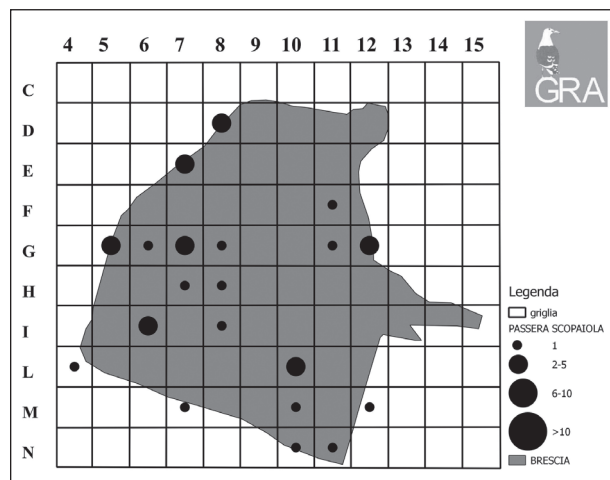 4 5 6 7 8 9 10 11 12 13 14 15
C
D
E
F
G
H
I
L
M
N
GRA
Legenda
griglia
PASSERA SCOPAIOLA
1
2-5
6-10
>10
BRESCIA